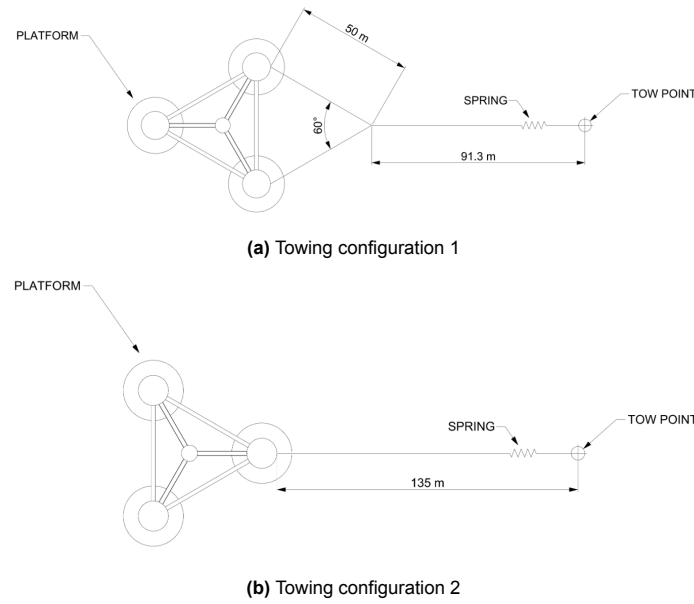 PLATFORM
50 m
SPRING
TOW POINT
60°
91.3 m
(a) Towing configuration 1
PLATFORM
SPRING
TOW POINT
135 m
(b) Towing configuration 2